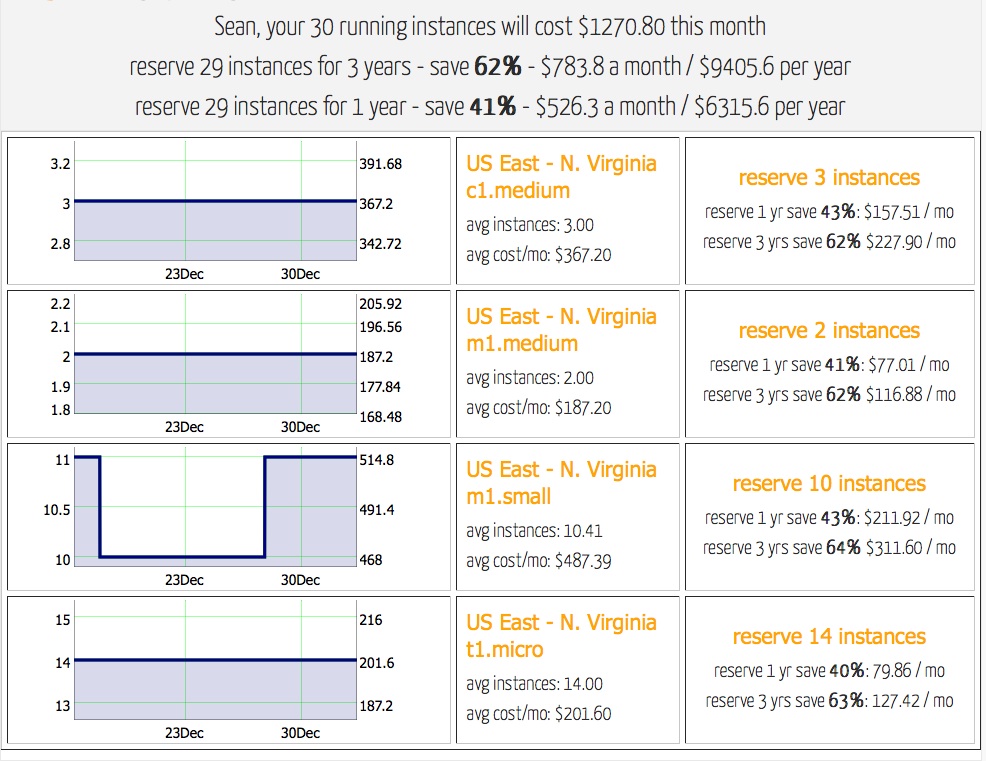 Sean, your 30 running instances will cost $1270.80 this month
reserve 29 instances for 3 years - save 62% - $783.8 a month / $9405.6 per year
reserve 29 instances for 1 year - save 41% - $526.3 a month / $6315.6 per year
3.2
3
2.8
391.68
367.2
342.72
23Dec 30Dec
US East - N. Virginia
c1.medium
avg instances: 3.00
avg cost/mo: $367.20
reserve 3 instances
reserve 1 yr save 43%: $157.51 / mo
reserve 3 yrs save 62% $227.90 / mo
2.2
2.1
2
1.9
1.8
205.92
196.56
187.2
177.84
168.48
23Dec 30Dec
US East - N. Virginia
m1.medium
avg instances: 2.00
avg cost/mo: $187.20
reserve 2 instances
reserve 1 yr save 41%: $77.01 / mo
reserve 3 yrs save 62% $116.88 / mo
11
10.5
10
514.8
491.4
468
23Dec 30Dec
US East - N. Virginia
m1.small
avg instances: 10.41
avg cost/mo: $487.39
reserve 10 instances
reserve 1 yr save 43%: $211.92 / mo
reserve 3 yrs save 64% $311.60 / mo
15
14
13
216
201.6
187.2
23Dec 30Dec
US East - N. Virginia
t1.micro
avg instances: 14.00
avg cost/mo: $201.60
reserve 14 instances
reserve 1 yr save 40%: 79.86 / mo
reserve 3 yrs save 63%: 127.42 / mo